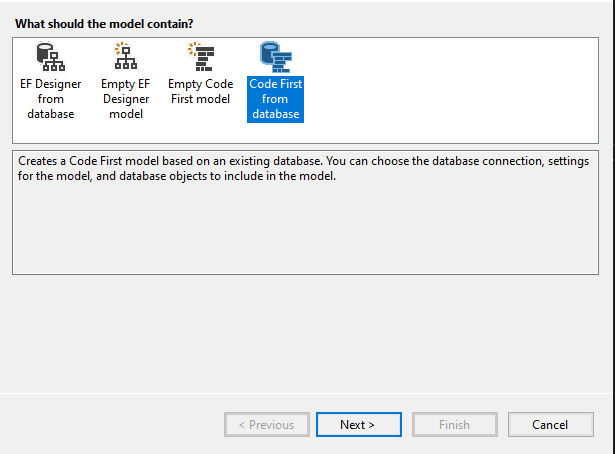 What should the model contain?
EF Designer
from
database
Empty EF
Designer
model
Empty Code
First model
Code First
from
database
Creates a Code First model based on an existing database. You can choose the database connection, settings
for the model, and database objects to include in the model.
< Previous
Next >
Finish
Cancel